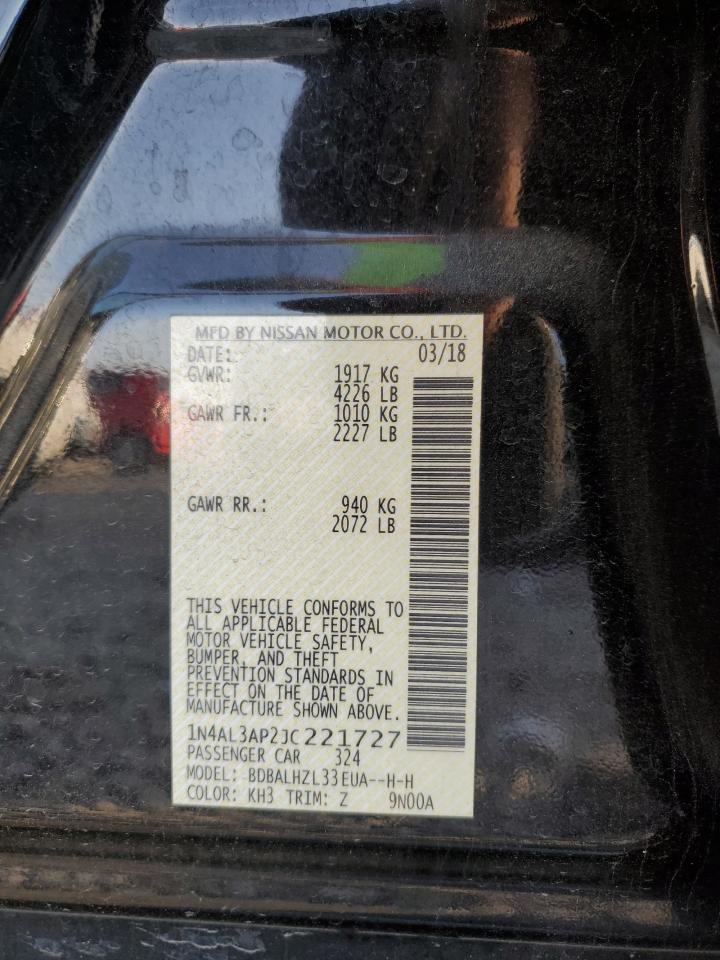 MFD BY NISSAN MOTOR CO., LTD.
DATE: 03/18
GVWR: 1917 KG
4226 LB
GAWR FR.: 1010 KG
2227 LB
GAWR RR.: 940 KG
2072 LB
THIS VEHICLE CONFORMS TO
ALL APPLICABLE FEDERAL
MOTOR VEHICLE SAFETY,
BUMPER, AND THEFT
PREVENTION STANDARDS IN
EFFECT ON THE DATE OF
MANUFACTURE SHOWN ABOVE.
1N4AL3AP2JC221727
PASSENGER CAR 324
MODEL: BDBALHZL33EUA--H-H
COLOR: KH3 TRIM: Z 9N00A